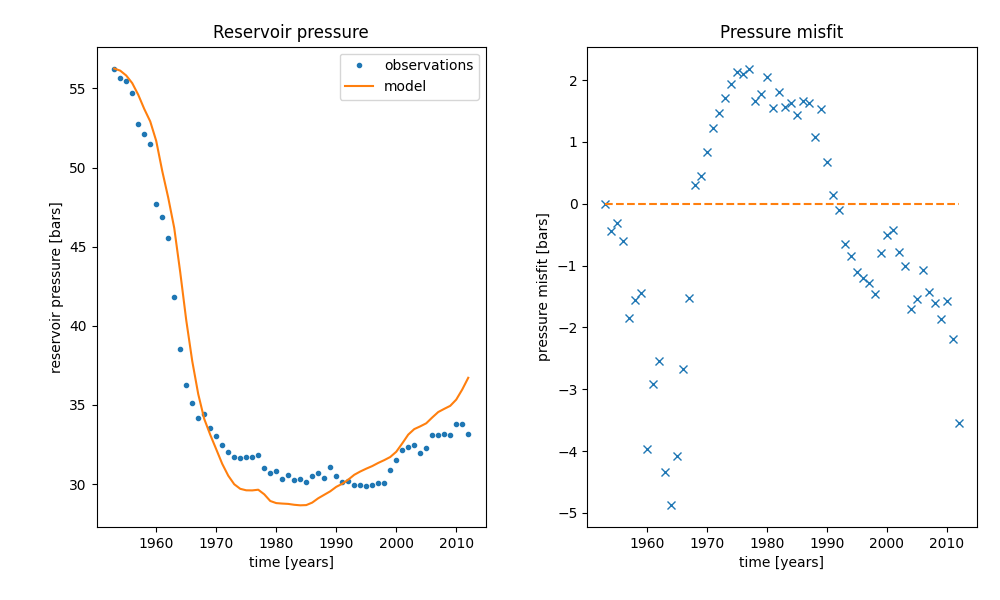 Reservoir pressure
reservoir pressure [bars]
55
50
45
40
35
30
observations
model
1960 1970 1980 1990 2000 2010
time [years]
Pressure misfit
pressure misfit [bars]
2
1
0
−1
−2
−3
−4
−5
1960 1970 1980 1990 2000 2010
time [years]